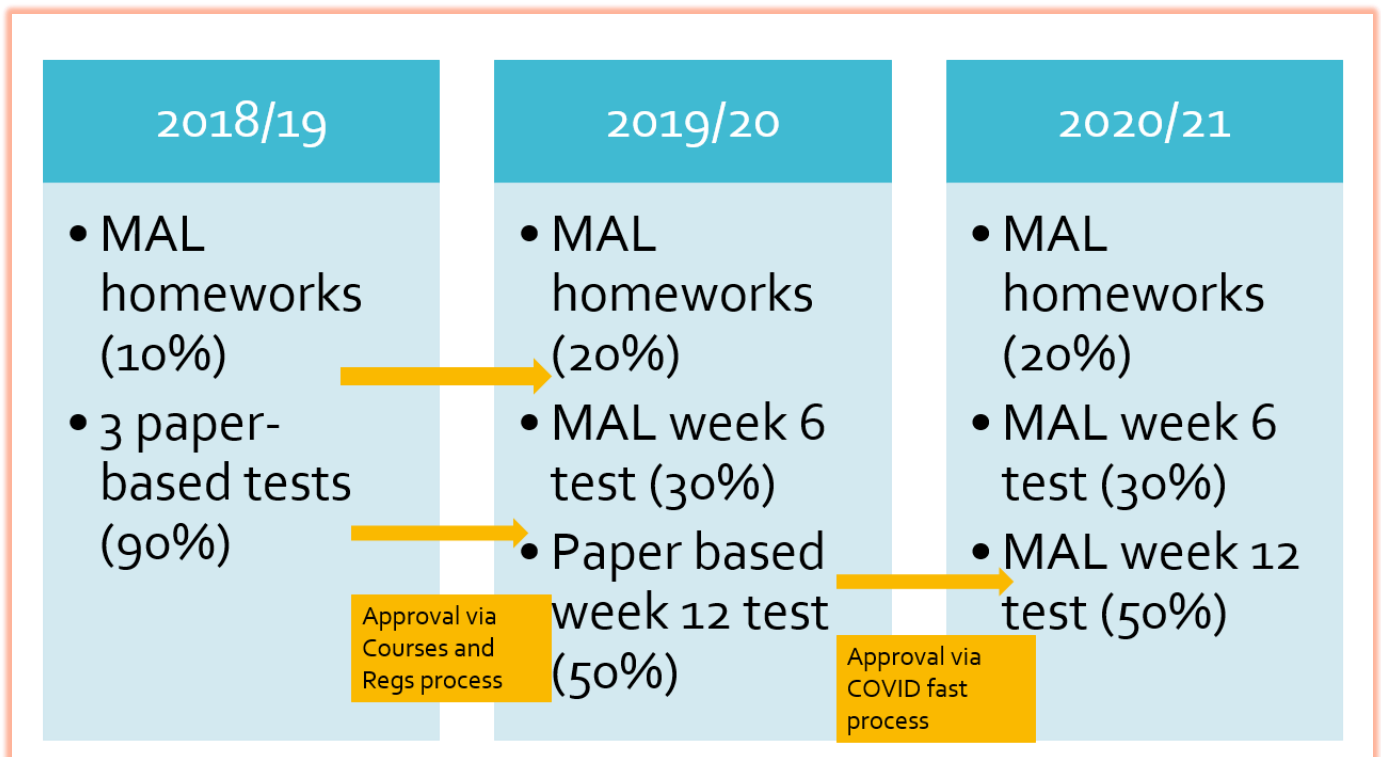 2018/19
• MAL
homeworks
(10%)
• 3 paper-
based tests
(90%)
Approval via
Courses and
Regs process
2019/20
• MAL
homeworks
(20%)
• MAL week 6
test (30%)
• Paper based
week 12 test
(50%)
Approval via
COVID fast
process
2020/21
• MAL
homeworks
(20%)
• MAL week 6
test (30%)
• MAL week 12
test (50%)